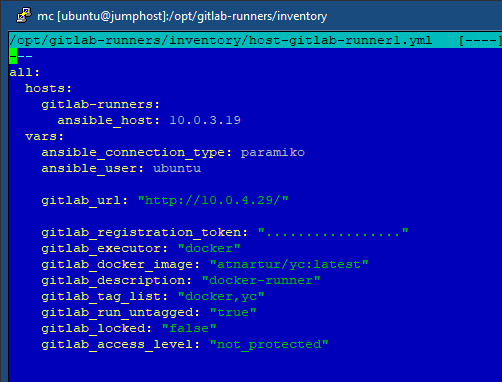 mc [ubuntu@jumphost]:/opt/gitlab-runners/inventory
/opt/gitlab-runners/inventory/host-gitlab-runner1.yml   [----]
---
all:
  hosts:
    gitlab-runners:
      ansible_host: 10.0.3.19
  vars:
    ansible_connection_type: paramiko
    ansible_user: ubuntu

    gitlab_url: "http://10.0.4.29/"

    gitlab_registration_token: "................."
    gitlab_executor: "docker"
    gitlab_docker_image: "atnartur/yc:latest"
    gitlab_description: "docker-runner"
    gitlab_tag_list: "docker,yc"
    gitlab_run_untagged: "true"
    gitlab_locked: "false"
    gitlab_access_level: "not_protected"